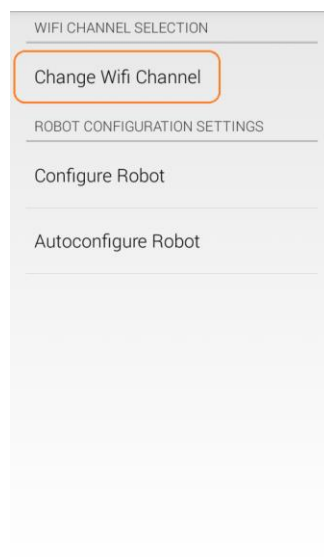 WIFI CHANNEL SELECTION
Change Wifi Channel
ROBOT CONFIGURATION SETTINGS
Configure Robot
Autoconfigure Robot